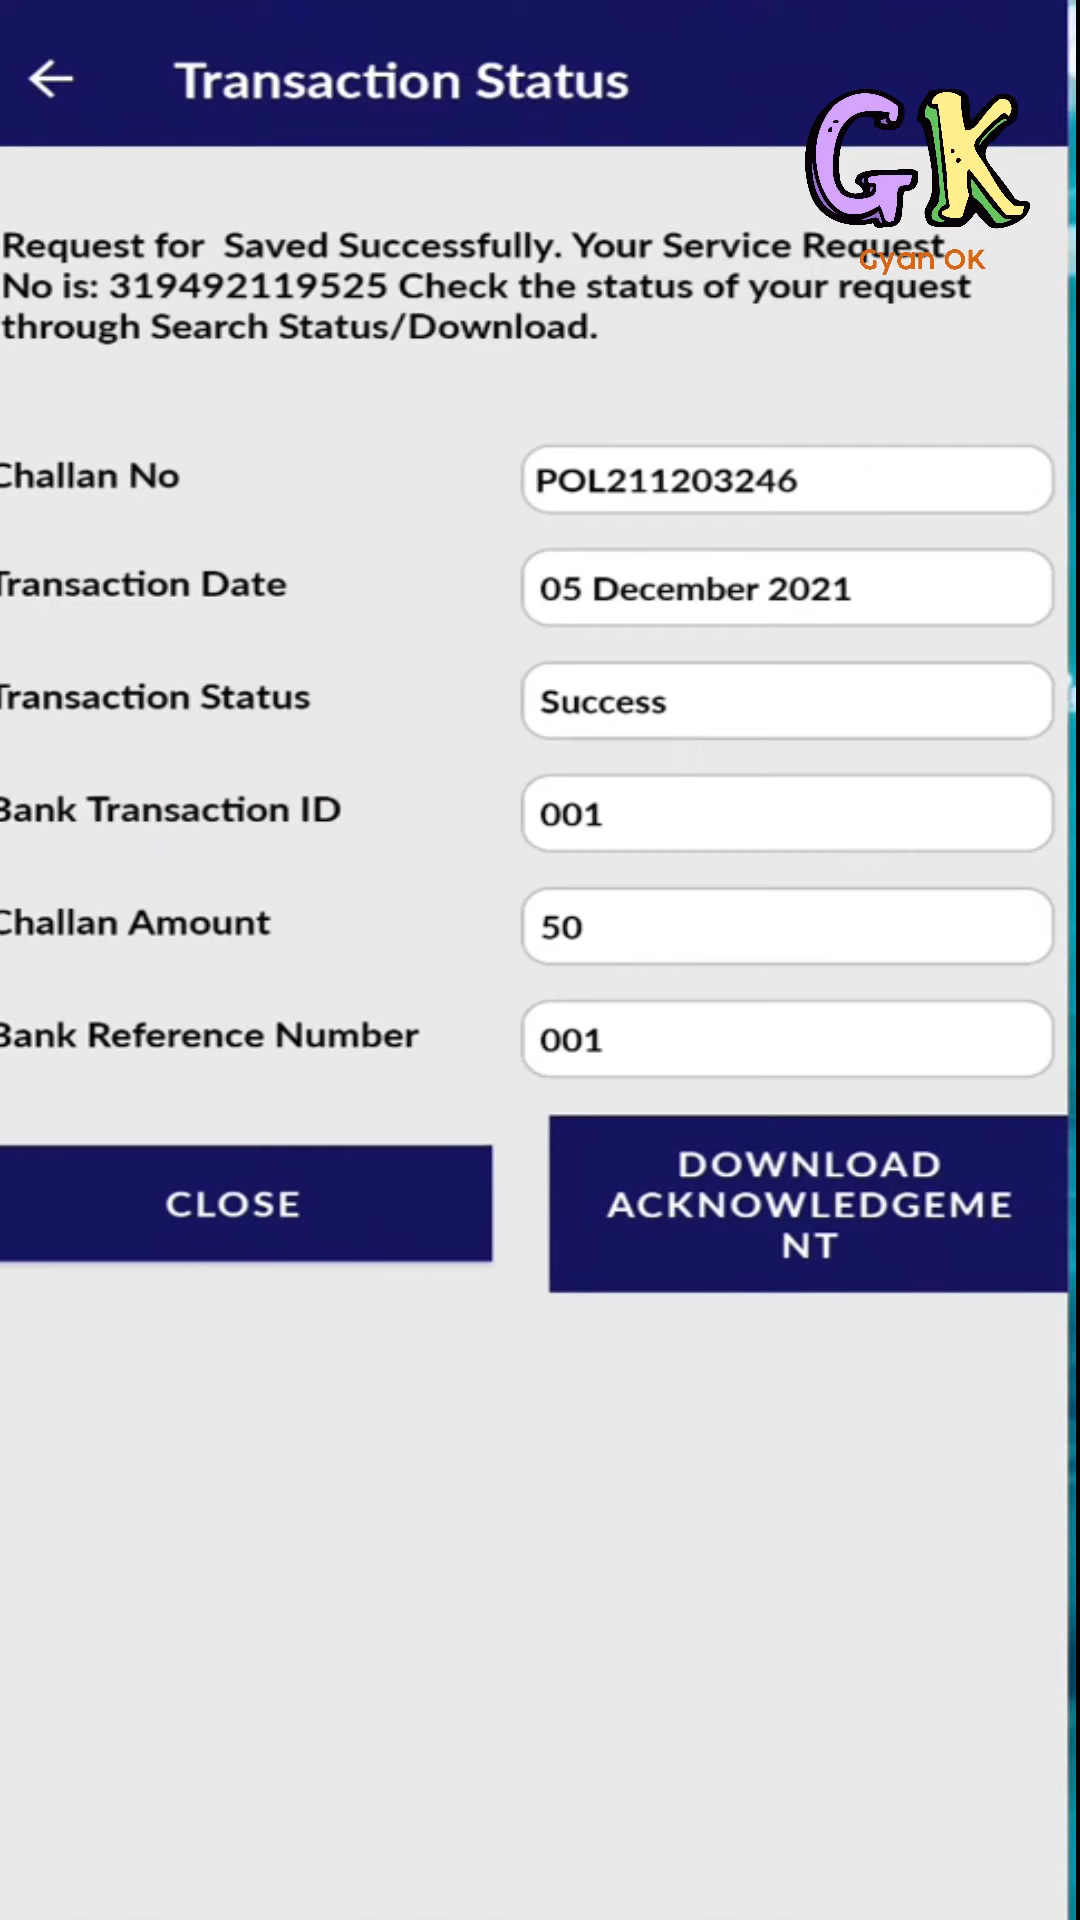 Transaction Status
GK
Gyan OK
Request for Saved Successfully. Your Service Request
No is: 319492119525 Check the status of your request
through Search Status/Download.
Challan No
POL211203246
Transaction Date
05 December 2021
Transaction Status
Success
Bank Transaction ID
001
Challan Amount
50
Bank Reference Number
001
CLOSE
DOWNLOAD
ACKNOWLEDGEME
NT